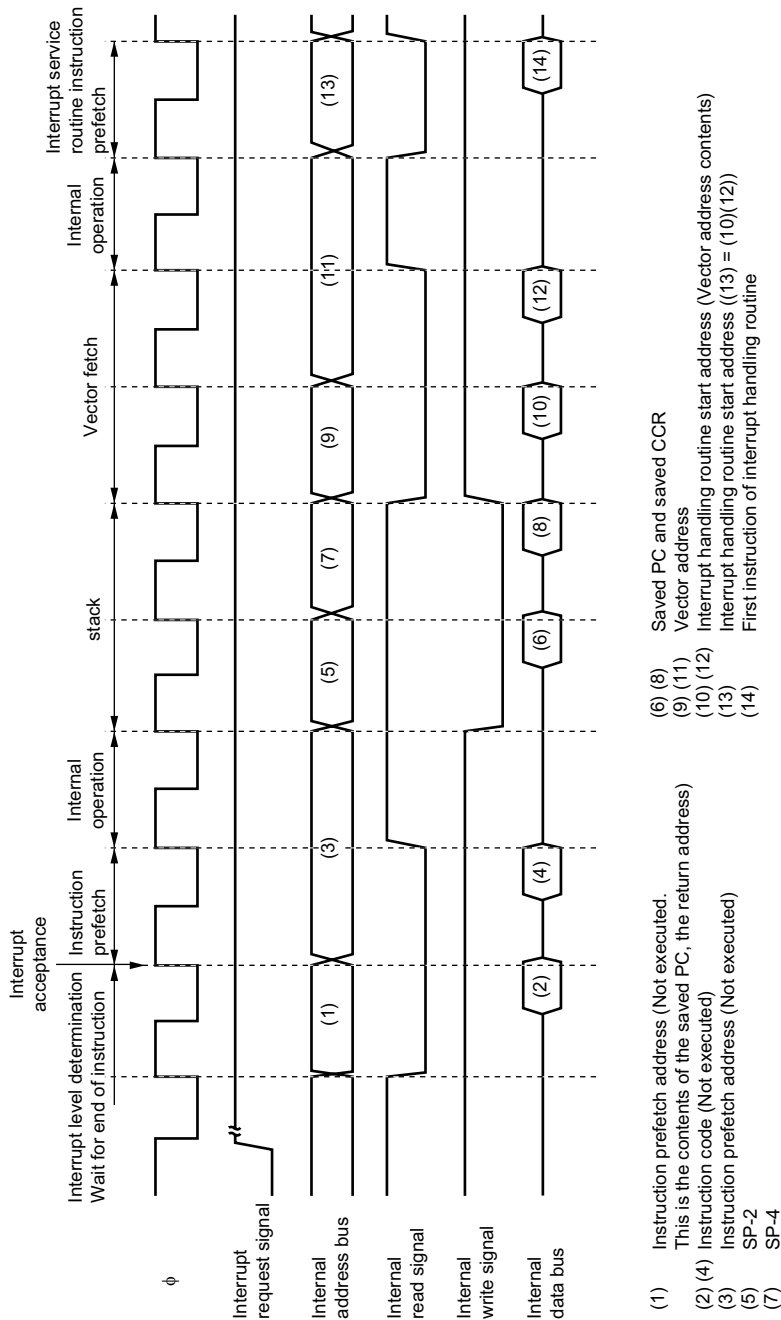 Interrupt
acceptance
Interrupt level determination
Wait for end of instruction
Instruction
prefetch
Internal
operation
stack
Vector fetch
Internal
operation
Interrupt service
routine instruction
prefetch
φ
Interrupt
request signal
Internal
address bus
(1)
(3)
(5)
(7)
(9)
(11)
(13)
Internal
read signal
Internal
write signal
Internal
data bus
(2)
(4)
(6)
(8)
(10)
(12)
(14)
(1) Instruction prefetch address (Not executed.
This is the contents of the saved PC, the return address)
(2) (4) Instruction code (Not executed)
(3) Instruction prefetch address (Not executed)
(5) SP-2
(7) SP-4
(6) (8) Saved PC and saved CCR
(9) (11) Vector address
(10) (12) Interrupt handling routine start address (Vector address contents)
(13) Interrupt handling routine start address ((13) = (10)(12))
(14) First instruction of interrupt handling routine